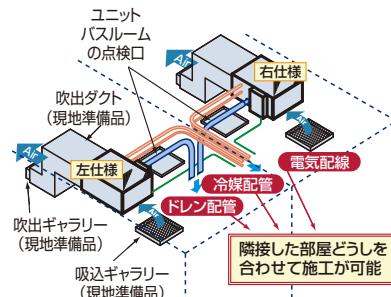 ユニット
バスルーム
の点検口
Air
右仕様
吹出ダクト
(現地準備品)
Air
Air
左仕様
電気配線
冷媒配管
ドレン配管
Air
吹出ギャラリー
(現地準備品)
吸込ギャラリー
(現地準備品)
隣接した部屋どうしを
合わせて施工が可能